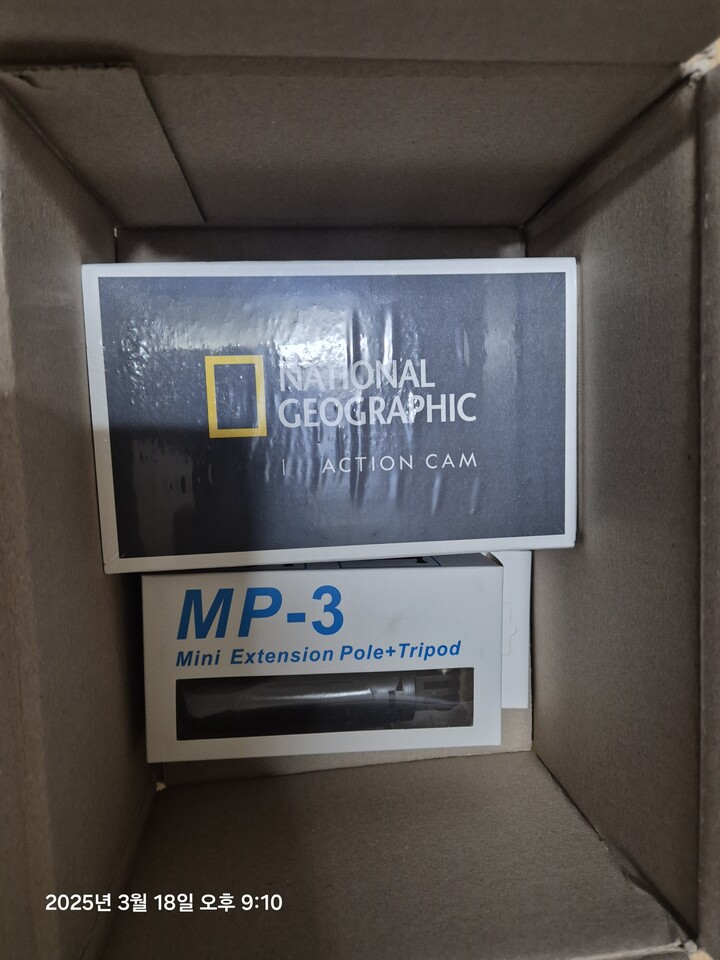 NATIONAL
GEOGRAPHIC
ACTION CAM
MP-3
Mini Extension Pole+Tripod
2025년 3월 18일 오후 9:10